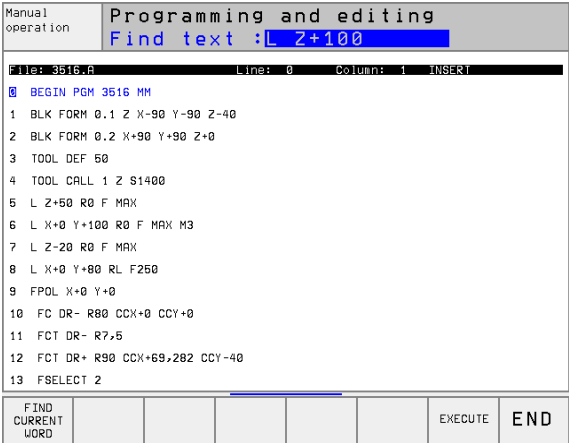 Manual
operation
Programming and editing
Find text :L Z+100
File: 3516.A Line: 0 Column: 1 INSERT
0 BEGIN PGM 3516 MM
1 BLK FORM 0.1 Z X-90 Y-90 Z-40
2 BLK FORM 0.2 X+90 Y+90 Z+0
3 TOOL DEF 50
4 TOOL CALL 1 Z S1400
5 L Z+50 R0 F MAX
6 L X+0 Y+100 R0 F MAX M3
7 L Z-20 R0 F MAX
8 L X+0 Y+80 RL F250
9 FPOL X+0 Y+0
10 FC DR- R80 CCX+0 CCY+0
11 FCT DR- R7,5
12 FCT DR+ R90 CCX+69,282 CCY-40
13 FSELECT 2
FIND
CURRENT
WORD
EXECUTE
END